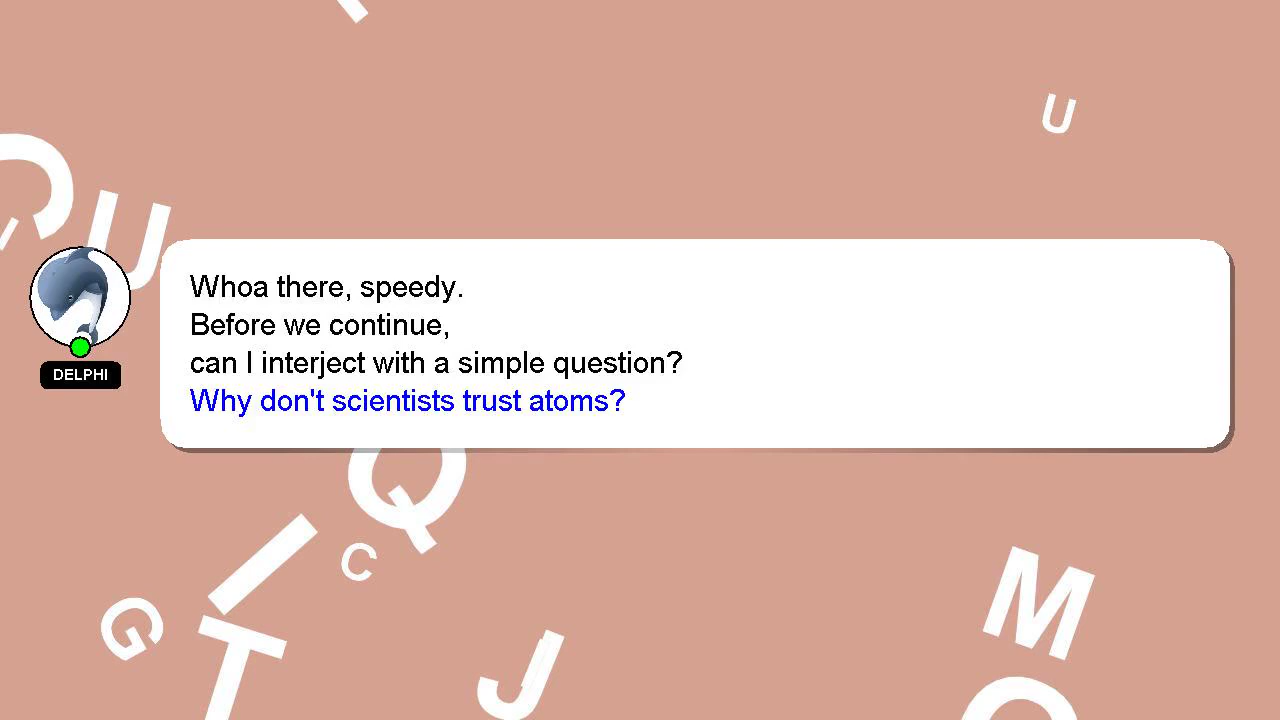 U
U
Whoa there, speedy.
Before we continue,
can I interject with a simple question?
Why don't scientists trust atoms?
DELPHI
Q
I
C
G
T
J
M